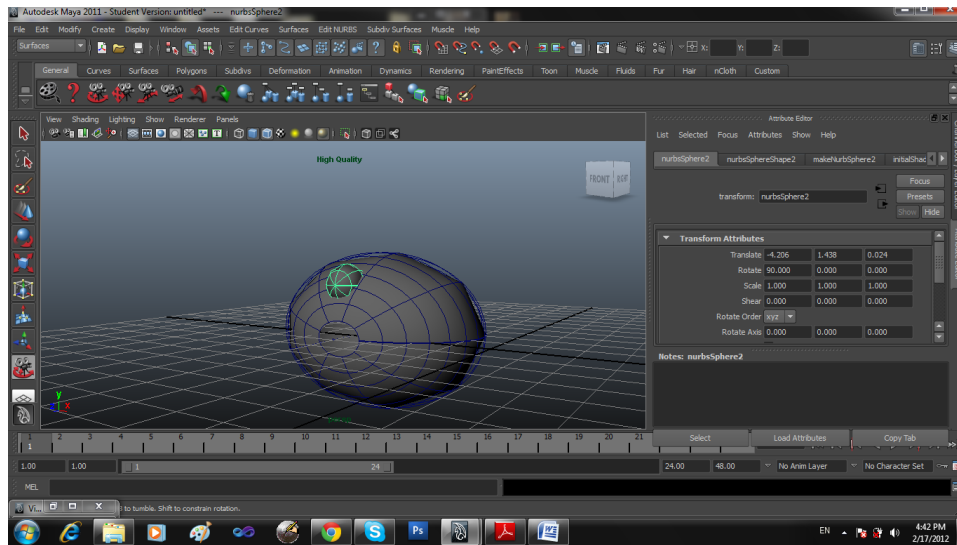 Autodesk Maya 2011 - Student Version: untitled* --- nurbsSphere2
File Edit Modify Create Display Window Assets Edit Curves Surfaces Edit NURBS Subdiv Surfaces Muscle Help
Surfaces X: Y: Z:
General Curves Surfaces Polygons Subdivs Deformation Animation Dynamics Rendering PaintEffects Toon Muscle Fluids Fur Hair nCloth Custom
View Shading Lighting Show Renderer Panels
Attribute Editor
List Selected Focus Attributes Show Help
High Quality
FRONT
nurbsSphere2 nurbsSphereShape2 makeNurbSphere2 initialShac
Focus
transform: nurbsSphere2 Presets
Show Hide
Transform Attributes
Translate -4.206 1.438 0.024
Rotate 90.000 0.000 0.000
Scale 1.000 1.000 1.000
Shear 0.000 0.000 0.000
Rotate Order xyz
Rotate Axis 0.000 0.000 0.000
Notes: nurbsSphere2
y
x
1 2 3 4 5 6 7 8 9 10 11 12 13 14 15 16 17 18 19 20 21
1
Select Load Attributes Copy Tab
1.00 1.00 1 24 24.00 48.00 No Anim Layer No Character Set
MEL
Vi... to tumble. Shift to constrain rotation.
Ps
EN 4:42 PM
2/17/2012